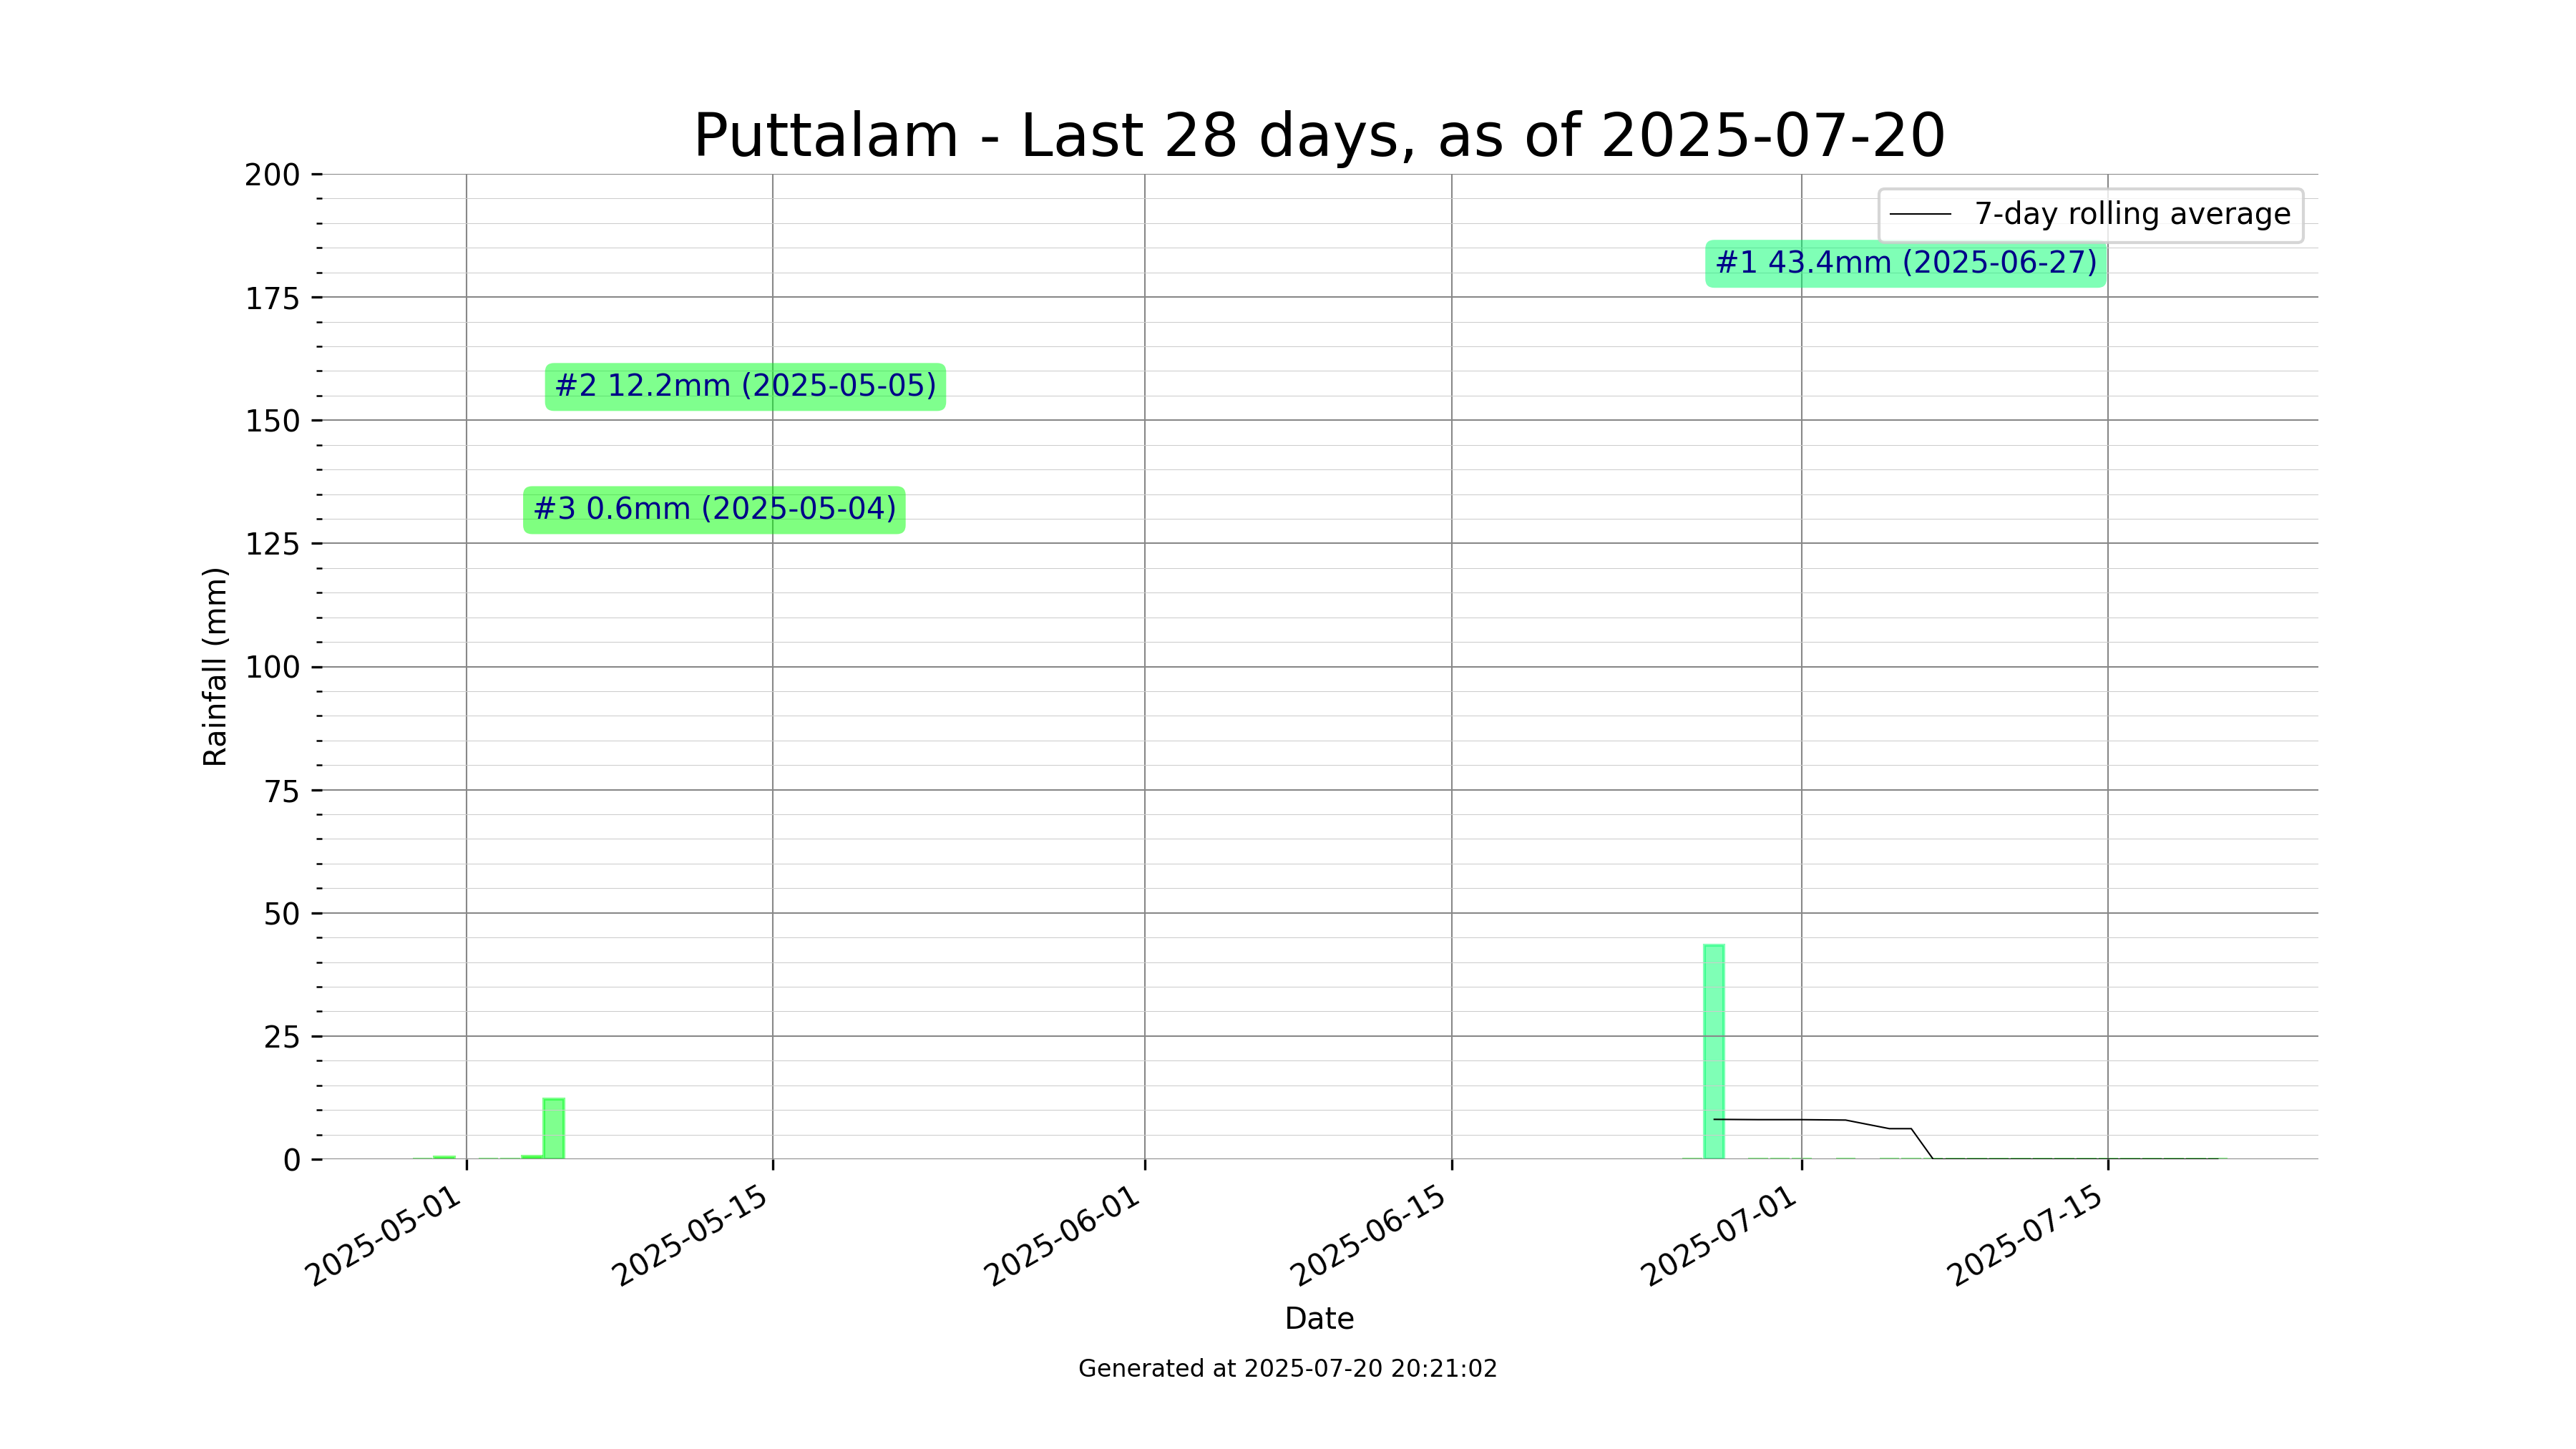 Puttalam - Last 28 days, as of 2025-07-20
200
175
150
125
100
75
50
25
0
Rainfall (mm)
7-day rolling average
#1 43.4mm (2025-06-27)
#2 12.2mm (2025-05-05)
#3 0.6mm (2025-05-04)
2025-05-01
2025-05-15
2025-06-01
2025-06-15
2025-07-01
2025-07-15
Date
Generated at 2025-07-20 20:21:02